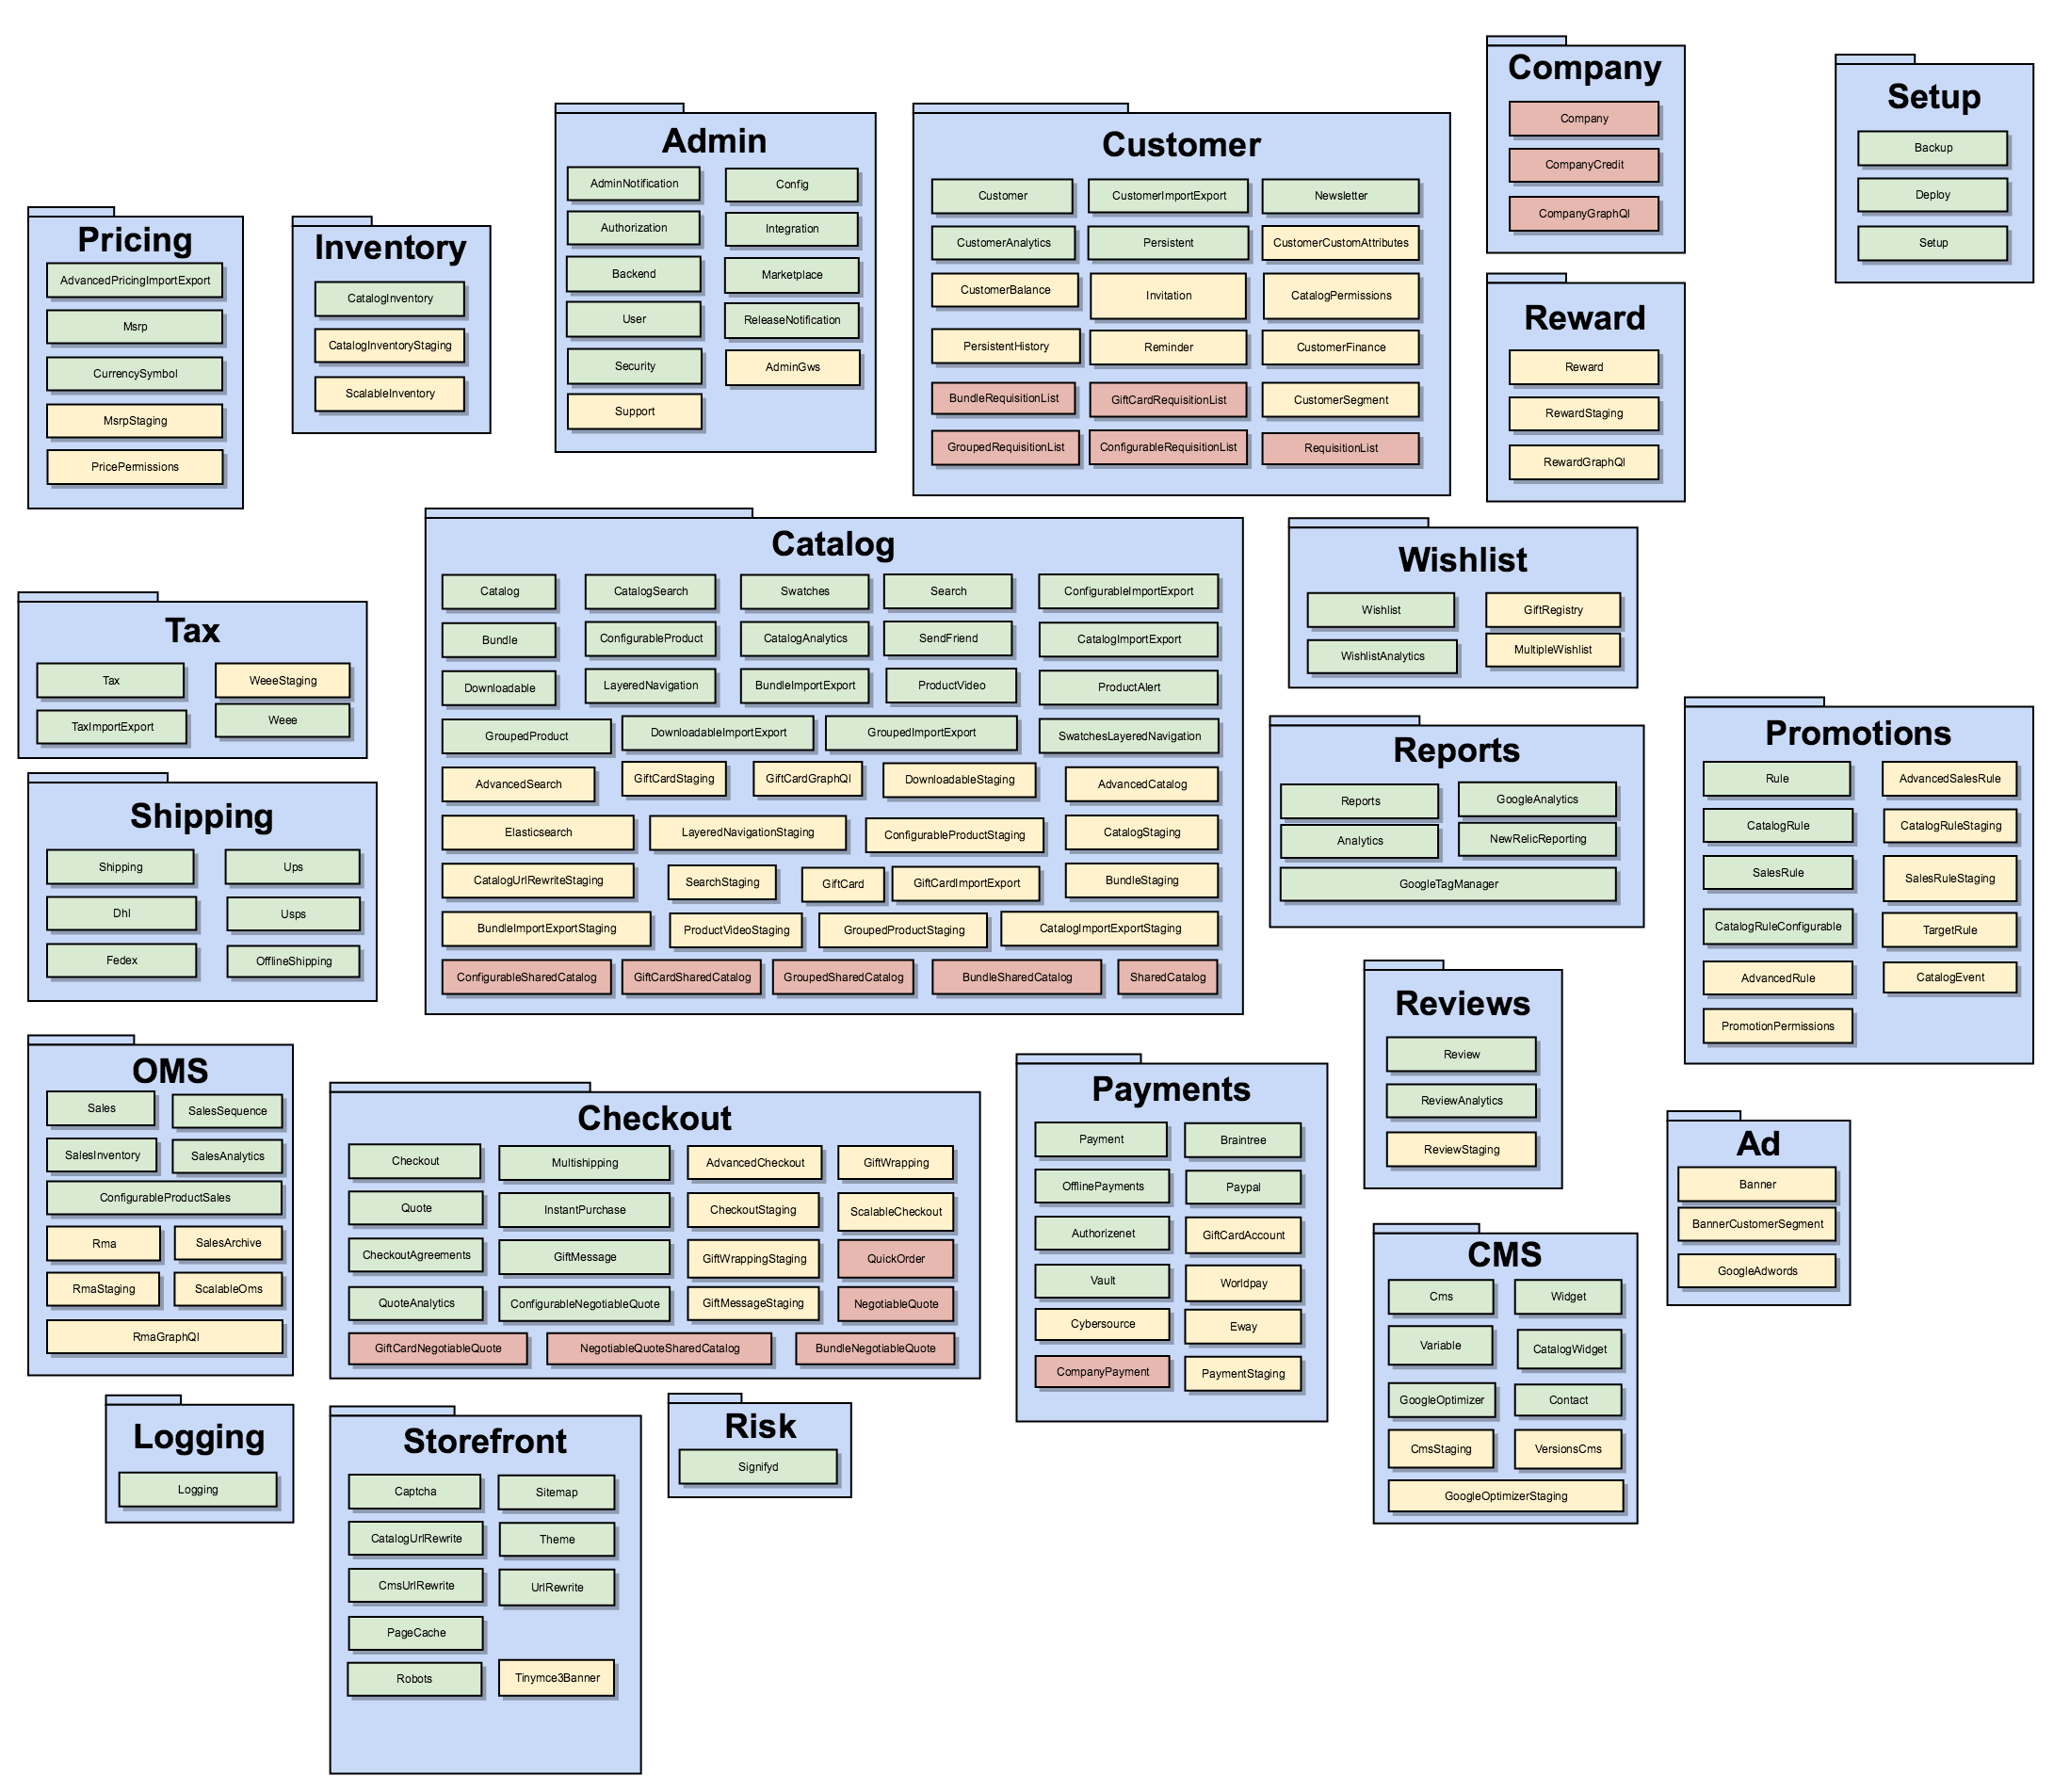 Pricing
AdvancedPricingImportExport
Msrp
CurrencySymbol
MsrpStaging
PricePermissions
Inventory
CatalogInventory
CatalogInventoryStaging
ScalableInventory
Admin
AdminNotification
Config
Authorization
Integration
Backend
Marketplace
User
ReleaseNotification
Security
AdminGws
Support
Customer
Customer
CustomerImportExport
Newsletter
CustomerAnalytics
Persistent
CustomerCustomAttributes
CustomerBalance
Invitation
CatalogPermissions
PersistentHistory
Reminder
CustomerFinance
BundleRequisitionList
GiftCardRequisitionList
CustomerSegment
GroupedRequisitionList
ConfigurableRequisitionList
RequisitionList
Company
Company
CompanyCredit
CompanyGraphQl
Setup
Backup
Deploy
Setup
Reward
Reward
RewardStaging
RewardGraphQl
Catalog
Catalog
CatalogSearch
Swatches
Search
ConfigurableImportExport
Bundle
ConfigurableProduct
CatalogAnalytics
SendFriend
CatalogImportExport
Downloadable
LayeredNavigation
BundleImportExport
ProductVideo
ProductAlert
GroupedProduct
DownloadableImportExport
GroupedImportExport
SwatchesLayeredNavigation
AdvancedSearch
GiftCardStaging
GiftCardGraphQl
DownloadableStaging
AdvancedCatalog
Elasticsearch
LayeredNavigationStaging
ConfigurableProductStaging
CatalogStaging
CatalogUrlRewriteStaging
SearchStaging
GiftCard
GiftCardImportExport
BundleStaging
BundleImportExportStaging
ProductVideoStaging
GroupedProductStaging
CatalogImportExportStaging
ConfigurableSharedCatalog
GiftCardSharedCatalog
GroupedSharedCatalog
BundleSharedCatalog
SharedCatalog
Wishlist
Wishlist
GiftRegistry
WishlistAnalytics
MultipleWishlist
Tax
Tax
WeeeStaging
TaxImportExport
Weee
Shipping
Shipping
Ups
Dhl
Usps
Fedex
OfflineShipping
Reports
Reports
GoogleAnalytics
Analytics
NewRelicReporting
GoogleTagManager
Promotions
Rule
AdvancedSalesRule
CatalogRule
CatalogRuleStaging
SalesRule
SalesRuleStaging
CatalogRuleConfigurable
TargetRule
AdvancedRule
CatalogEvent
PromotionPermissions
Reviews
Review
ReviewAnalytics
ReviewStaging
OMS
Sales
SalesSequence
SalesInventory
SalesAnalytics
ConfigurableProductSales
Rma
SalesArchive
RmaStaging
ScalableOms
RmaGraphQl
Checkout
Checkout
Multishipping
AdvancedCheckout
GiftWrapping
Quote
InstantPurchase
CheckoutStaging
ScalableCheckout
CheckoutAgreements
GiftMessage
GiftWrappingStaging
QuickOrder
QuoteAnalytics
ConfigurableNegotiableQuote
GiftMessageStaging
NegotiableQuote
GiftCardNegotiableQuote
NegotiableQuoteSharedCatalog
BundleNegotiableQuote
Payments
Payment
Braintree
OfflinePayments
Paypal
Authorizenet
GiftCardAccount
Vault
Worldpay
Cybersource
Eway
CompanyPayment
PaymentStaging
Ad
Banner
BannerCustomerSegment
GoogleAdwords
CMS
Cms
Widget
Variable
CatalogWidget
GoogleOptimizer
Contact
CmsStaging
VersionsCms
GoogleOptimizerStaging
Logging
Logging
Storefront
Captcha
Sitemap
CatalogUrlRewrite
Theme
CmsUrlRewrite
UrlRewrite
PageCache
Robots
Tinymce3Banner
Risk
Signifyd